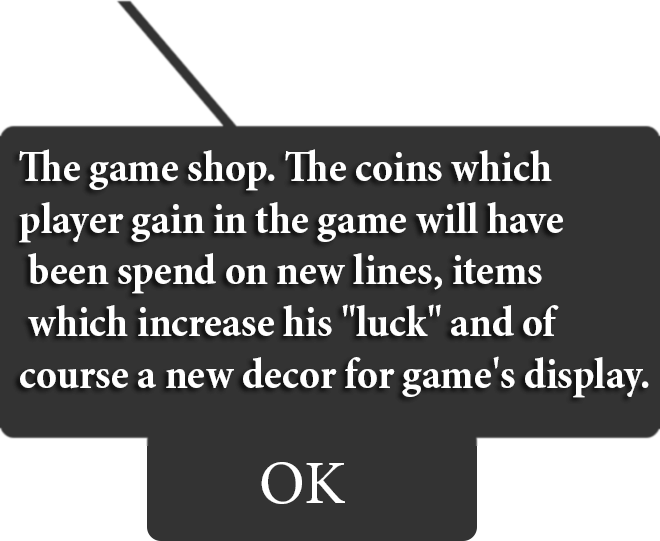 The game shop. The coins which
player gain in the game will have
been spend on new lines, items
which increase his "luck" and of
course a new decor for game's display.
OK